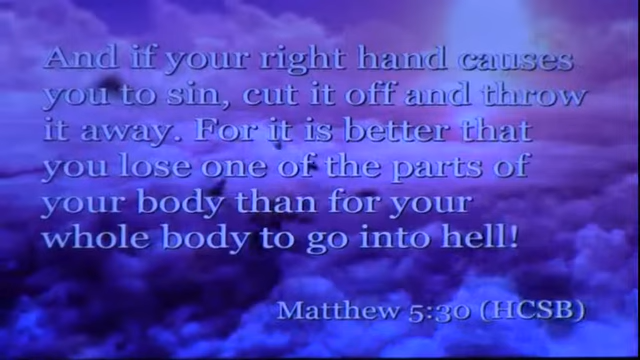 And if your right hand causes
you to sin, cut it off and throw
it away. For it is better that
you lose one of the parts of
your body than for your
whole body to go into hell!
Matthew 5:30 (HCSB)